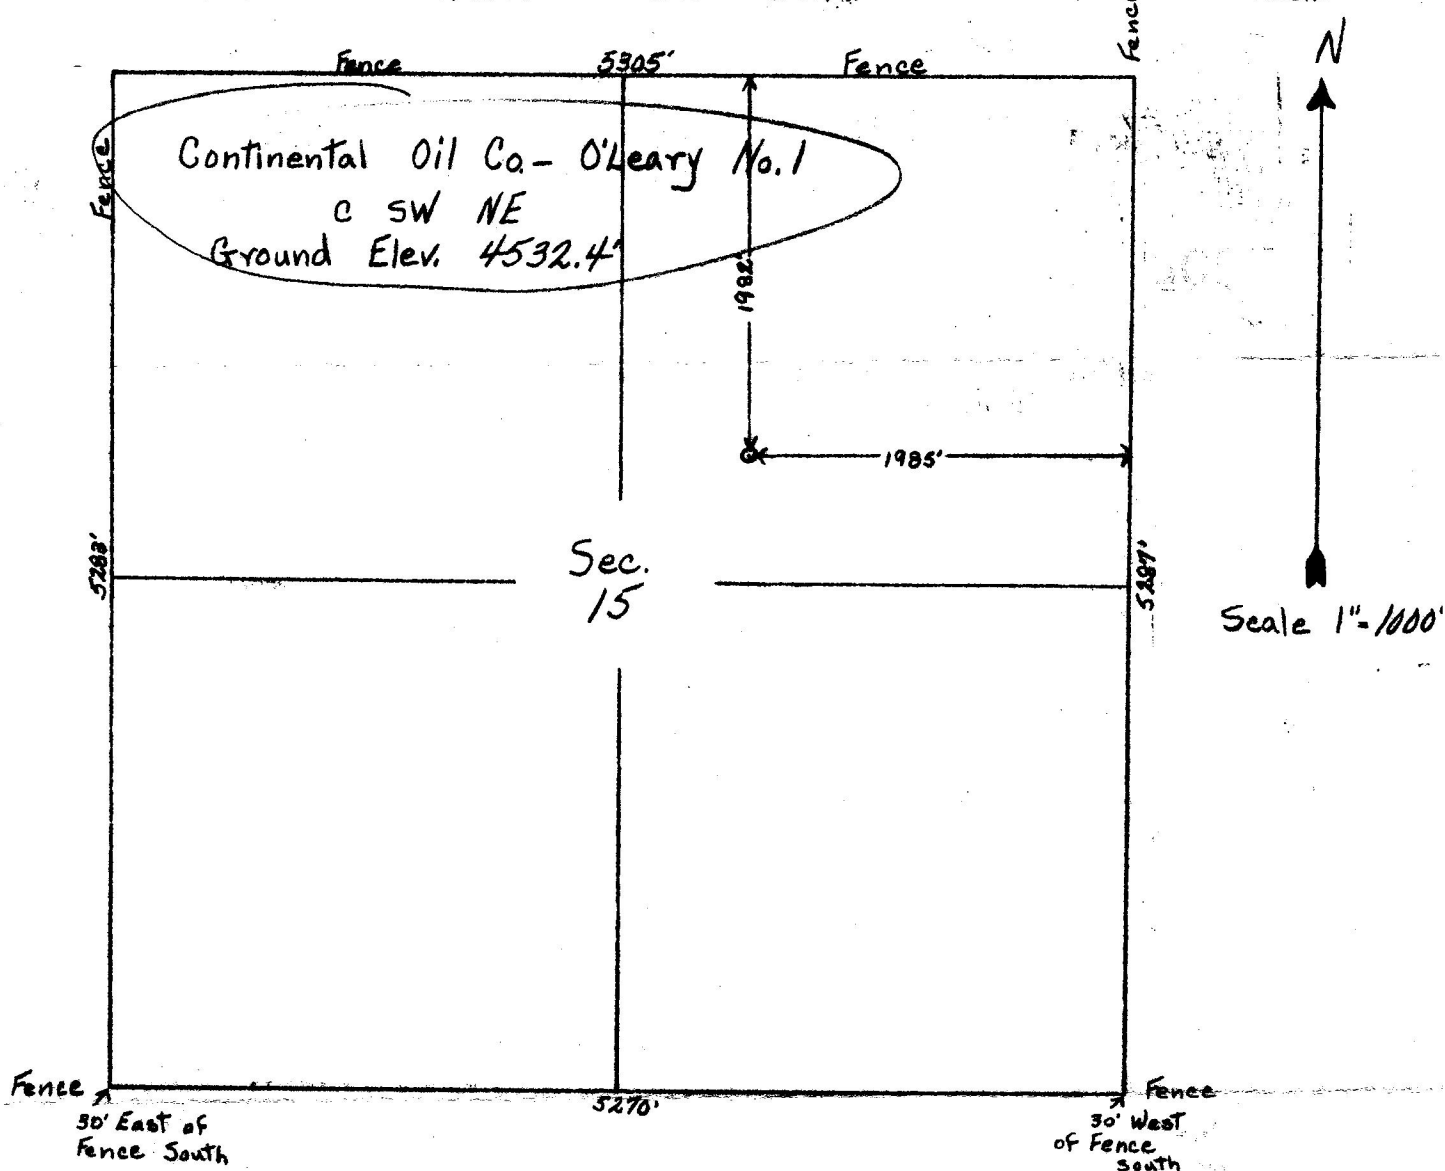 Fence
N
Fence 5305' Fence
Fence
Continental Oil Co. - O'Leary No. 1
C SW NE
Ground Elev. 4532.4'
1982'
1985'
Sec.
15
5287'
Scale 1"=1000'
Fence
30' East of
Fence South
5270'
Fence
30' West
of Fence
South